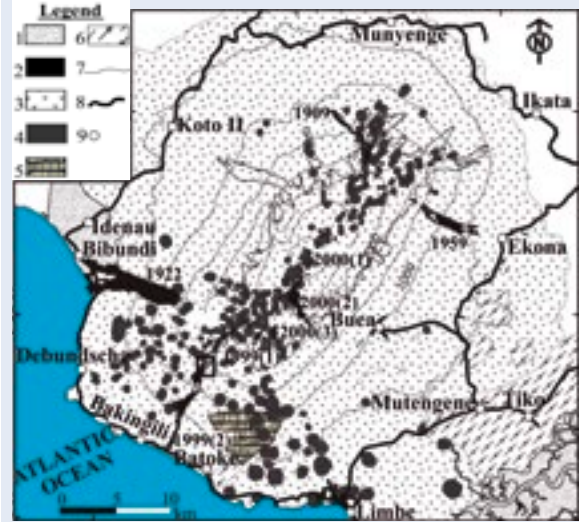 Legend
1 6
2 7
3 8
4 9
5
N
Munyenge
Ikata
1909
Koto II
Idenau
Bibundi
1922
1959
Ekona
2000(1)
2000(2)
2000(3)
Buea
Debundscha
1999(1)
Bakingili
Mutengene
Tiko
1999(2)
Batoke
ATLANTIC
OCEAN
Limbe
0 5 10
km